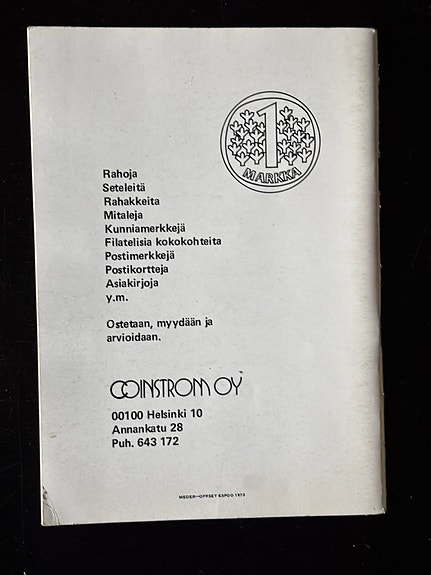 1
MARKKA
Rahoja
Seteleitä
Rahakkeita
Mitaleja
Kunniamerkkejä
Filatelisia kokokohteita
Postimerkkejä
Postikortteja
Asiakirjoja
y.m.
Ostetaan, myydään ja
arvioidaan.
COINSTROM OY
00100 Helsinki 10
Annankatu 28
Puh. 643 172
MEDER—OFFSET ESPOO 1973